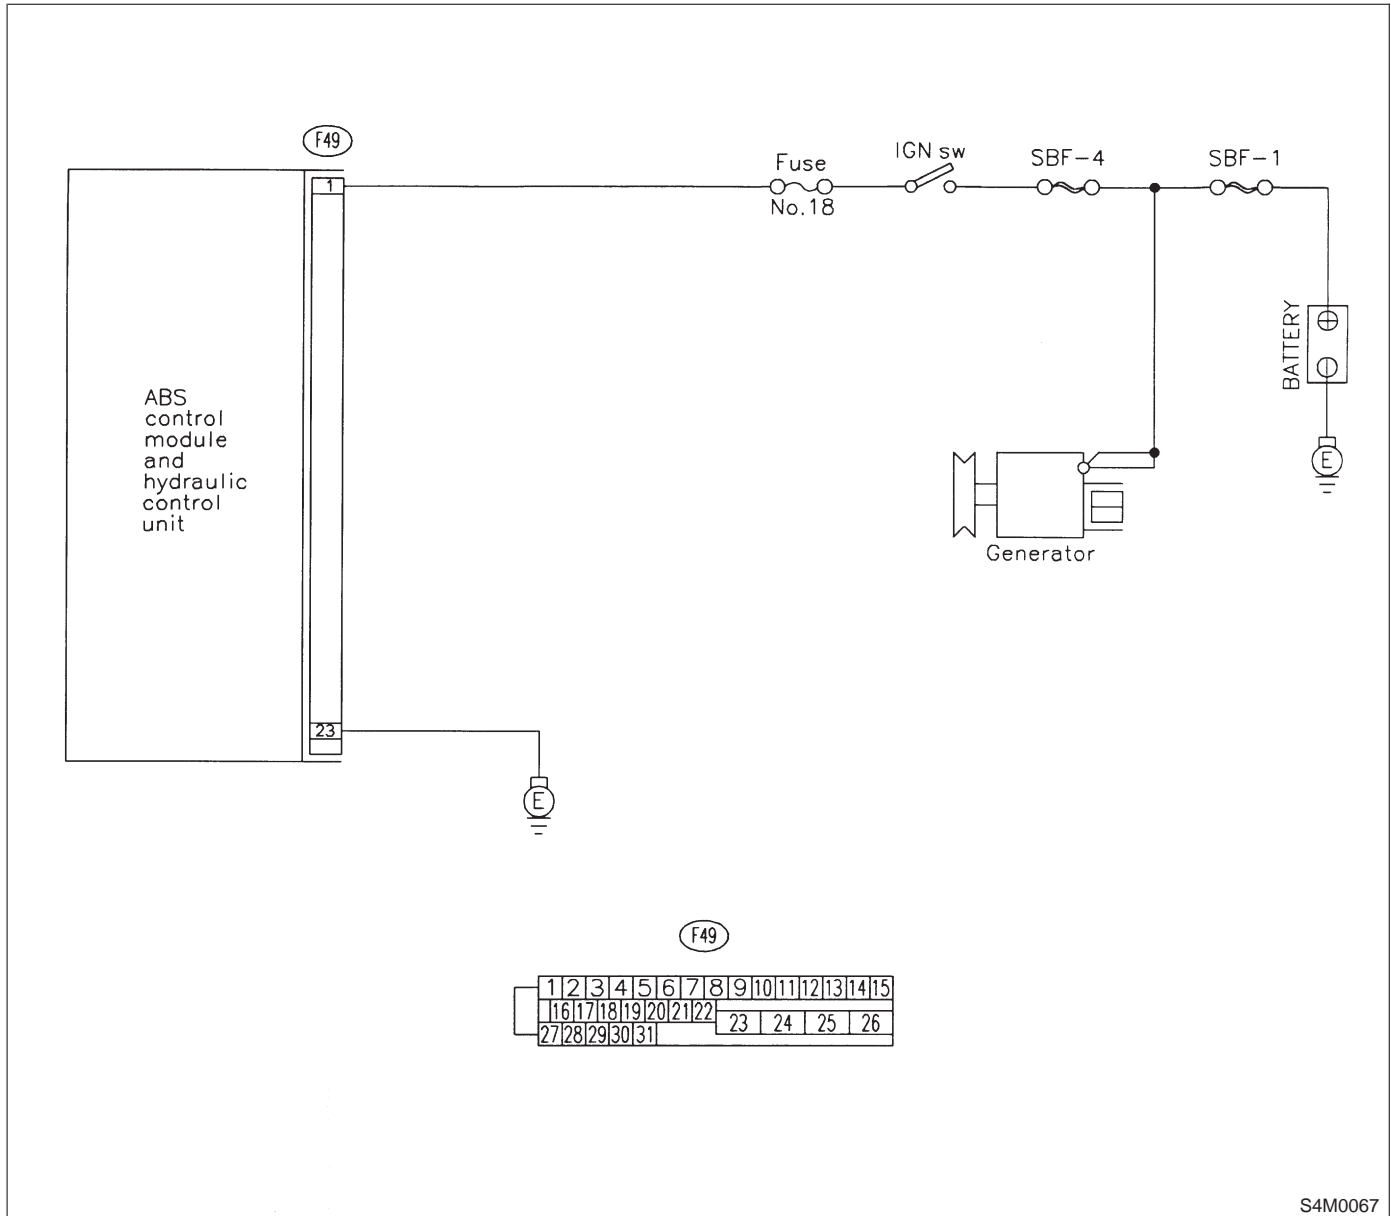 F49
1
Fuse
No.18
IGN sw
SBF-4
SBF-1
BATTERY
E
ABS
control
module
and
hydraulic
control
unit
Generator
23
E
F49
1 2 3 4 5 6 7 8 9 10 11 12 13 14 15
16 17 18 19 20 21 22
23 24 25 26
27 28 29 30 31
S4M0067